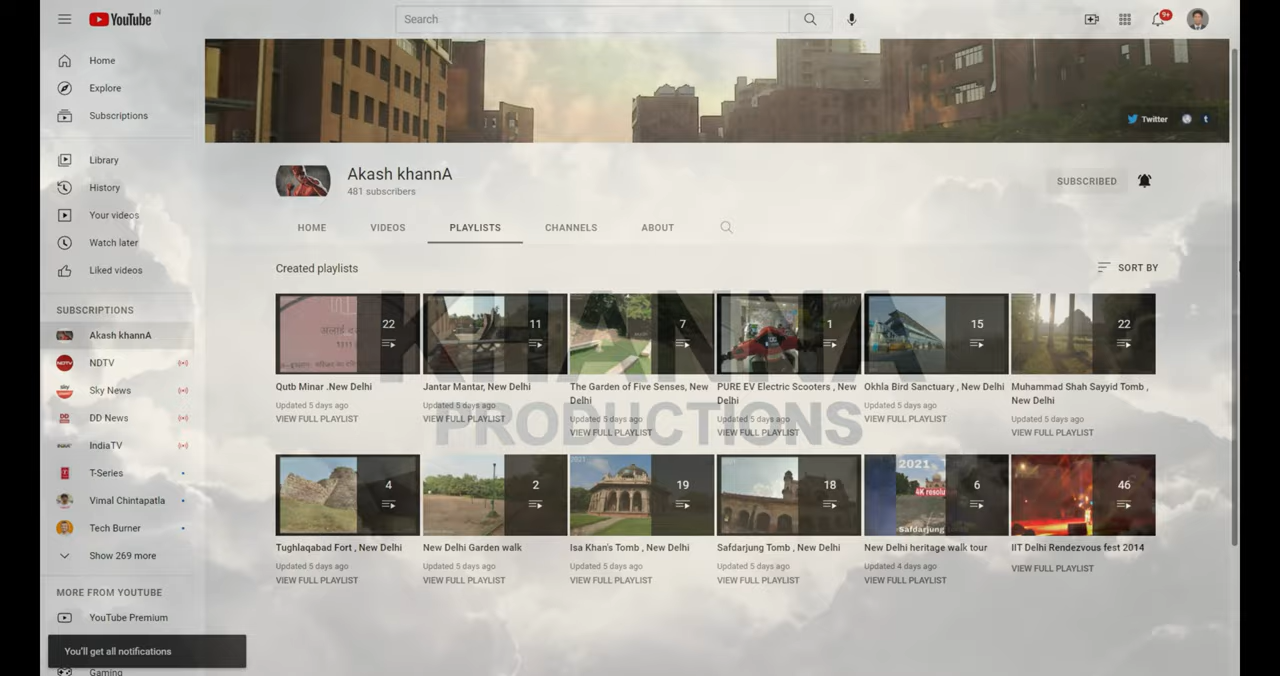 YouTube IN
Search
9+
Home
Explore
Subscriptions
Twitter
Library
History
Your videos
Watch later
Liked videos
Akash khannA
481 subscribers
SUBSCRIBED
HOME VIDEOS PLAYLISTS CHANNELS ABOUT
Created playlists
SORT BY
SUBSCRIPTIONS
Akash khannA
NDTV
Sky News
DD News
IndiaTV
T-Series
Vimal Chintapatla
Tech Burner
Show 269 more
MORE FROM YOUTUBE
YouTube Premium
Gaming
You'll get all notifications
KHANNA
PRODUCTIONS
22 11 7 1 15 22
Qutb Minar .New Delhi
Updated 5 days ago
VIEW FULL PLAYLIST
Jantar Mantar, New Delhi
Updated 5 days ago
VIEW FULL PLAYLIST
The Garden of Five Senses, New
Delhi
Updated 5 days ago
VIEW FULL PLAYLIST
PURE EV Electric Scooters , New
Delhi
Updated 5 days ago
VIEW FULL PLAYLIST
Okhla Bird Sanctuary , New Delhi
Updated 5 days ago
VIEW FULL PLAYLIST
Muhammad Shah Sayyid Tomb ,
New Delhi
Updated 5 days ago
VIEW FULL PLAYLIST
4 2 19 18 6 46
2021
4K resolu
Safdarjung
Tughlaqabad Fort , New Delhi
Updated 5 days ago
VIEW FULL PLAYLIST
New Delhi Garden walk
Updated 5 days ago
VIEW FULL PLAYLIST
Isa Khan's Tomb , New Delhi
Updated 5 days ago
VIEW FULL PLAYLIST
Safdarjung Tomb , New Delhi
Updated 5 days ago
VIEW FULL PLAYLIST
New Delhi heritage walk tour
Updated 4 days ago
VIEW FULL PLAYLIST
IIT Delhi Rendezvous fest 2014
VIEW FULL PLAYLIST